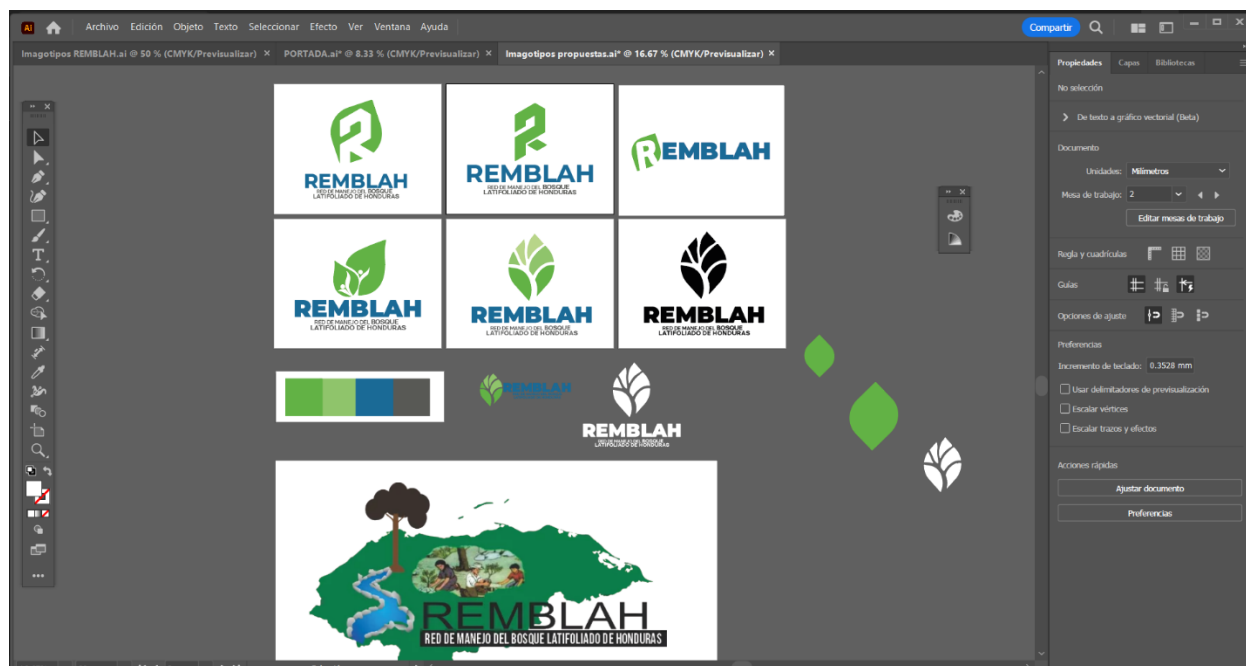 Ai Archivo Edición Objeto Texto Seleccionar Efecto Ver Ventana Ayuda Compartir
Imagotipos REMBLAH.ai @ 50 % (CMYK/Previsualizar) × PORTADA.ai* @ 8.33 % (CMYK/Previsualizar) × Imagotipos propuestas.ai* @ 16.67 % (CMYK/Previsualizar) ×
Propiedades Capas Bibliotecas
No selección
De texto a gráfico vectorial (Beta)
Documento
Unidades: Milímetros
Mesa de trabajo: 2
Editar mesas de trabajo
Regla y cuadrículas
Guías
Opciones de ajuste
Preferencias
Incremento de teclado: 0.3528 mm
Usar delimitadores de previsualización
Escalar vértices
Escalar trazos y efectos
Acciones rápidas
Ajustar documento
Preferencias
REMBLAH
RED DE MANEJO DEL BOSQUE
LATIFOLIADO DE HONDURAS
REMBLAH
RED DE MANEJO DEL BOSQUE
LATIFOLIADO DE HONDURAS
REMBLAH
REMBLAH
RED DE MANEJO DEL BOSQUE
LATIFOLIADO DE HONDURAS
REMBLAH
RED DE MANEJO DEL BOSQUE
LATIFOLIADO DE HONDURAS
REMBLAH
RED DE MANEJO DEL BOSQUE
LATIFOLIADO DE HONDURAS
REMBLAH
REMBLAH
RED DE MANEJO DEL BOSQUE
LATIFOLIADO DE HONDURAS
REMBLAH
RED DE MANEJO DEL BOSQUE LATIFOLIADO DE HONDURAS